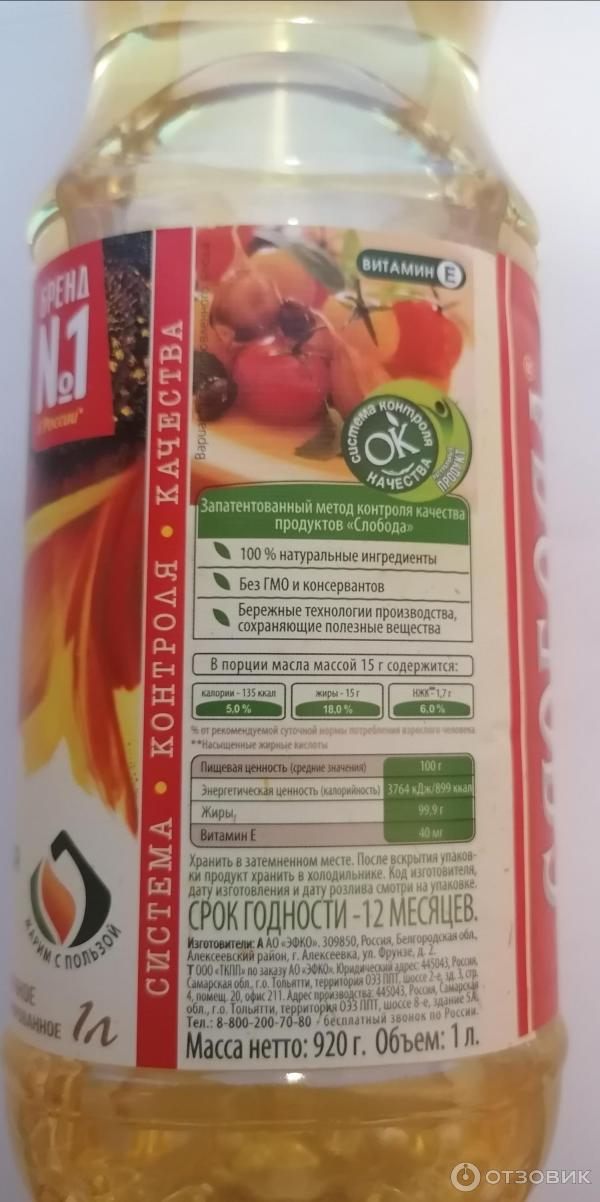 БРЕНД
№1
в России
СИСТЕМА • КОНТРОЛЯ • КАЧЕСТВА
ВИТАМИН E
система контроля
ОК
КАЧЕСТВА
ПРОДУКТ
Запатентованный метод контроля качества
продуктов «Слобода»
100 % натуральные ингредиенты
Без ГМО и консервантов
Бережные технологии производства,
сохраняющие полезные вещества
В порции масла массой 15 г содержится:
калории - 135 ккал
5.0 %
жиры - 15 г
18.0 %
НЖК** 1,7 г
6.0 %
% от рекомендуемой суточной нормы потребления взрослого человека
**Насыщенные жирные кислоты
Пищевая ценность (средние значения) 100 г
Энергетическая ценность (калорийность) 3764 кДж/899 ккал
Жиры, 99,9 г
Витамин Е 40 мг
Хранить в затемненном месте. После вскрытия упаков-
ки продукт хранить в холодильнике. Код изготовителя,
дату изготовления и дату розлива смотри на упаковке.
СРОК ГОДНОСТИ - 12 МЕСЯЦЕВ.
Изготовители: А АО «ЭФКО». 309850, Россия, Белгородская обл.,
Алексеевский район, г. Алексеевка, ул. Фрунзе, д. 2.
Т ООО «ТКПП» по заказу АО «ЭФКО». Юридический адрес: 445043, Россия,
Самарская обл., г.о. Тольятти, территория ОЭЗ ППТ, шоссе 2-е, зд. 3, стр.
4, помещ. 20, офис 211. Адрес производства: 445043, Россия, Самарская
обл., г.о. Тольятти, территория ОЭЗ ППТ, шоссе 8-е, здание 5А,
Тел.: 8-800-200-70-80 - бесплатный звонок по России.
Масса нетто: 920 г. Объем: 1 л.
ЖАРИМ С ПОЛЬЗОЙ
1л
ОТЗОВИК